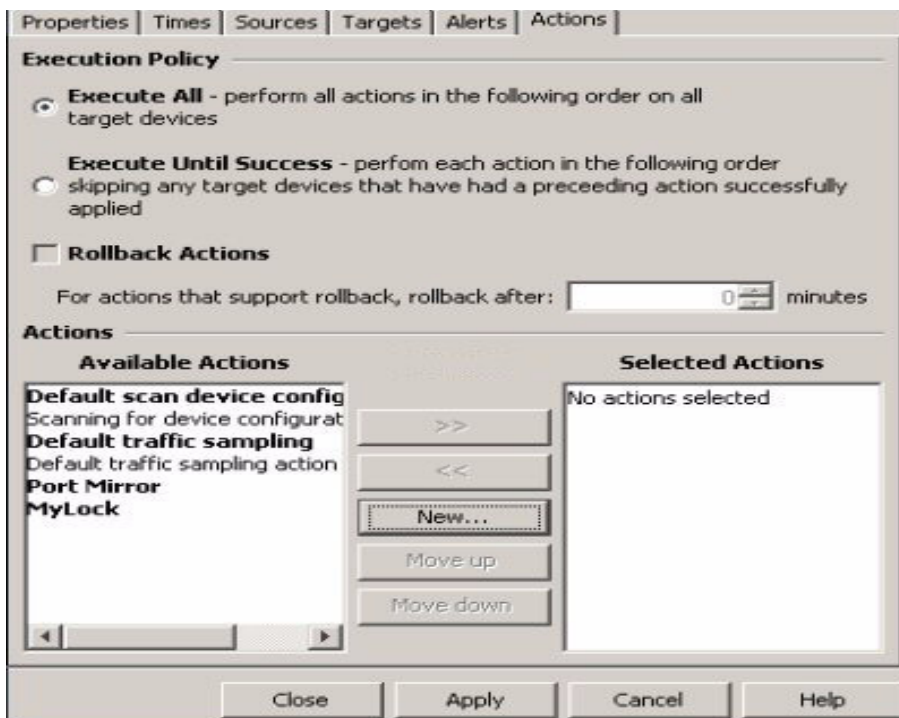 Properties Times Sources Targets Alerts Actions
Execution Policy
Execute All - perform all actions in the following order on all
target devices
Execute Until Success - perfom each action in the following order
skipping any target devices that have had a preceeding action successfully
applied
Rollback Actions
For actions that support rollback, rollback after: 0 minutes
Actions
Available Actions
Default scan device config
Scanning for device configurat
Default traffic sampling
Default traffic sampling action
Port Mirror
MyLock
>>
<<
New...
Move up
Move down
Selected Actions
No actions selected
Close Apply Cancel Help